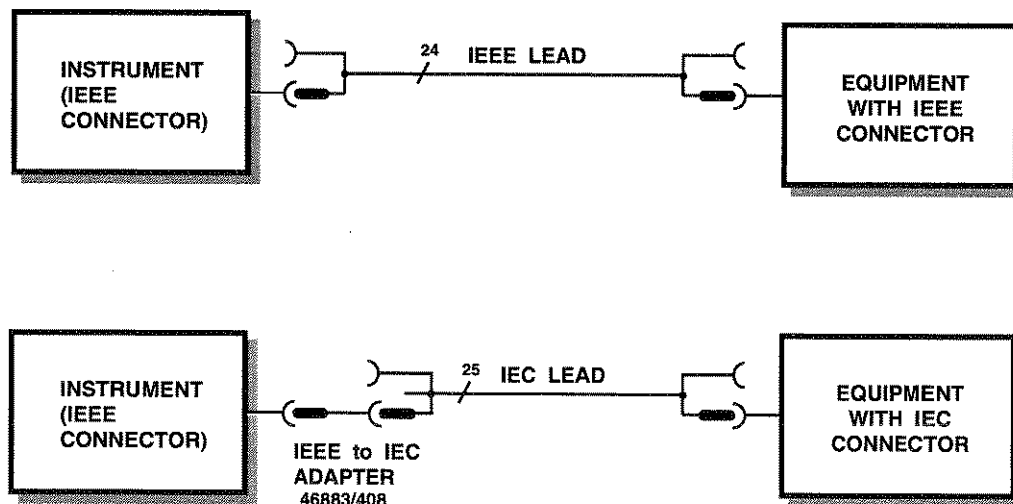 INSTRUMENT
(IEEE
CONNECTOR)
24 IEEE LEAD
EQUIPMENT
WITH IEEE
CONNECTOR
INSTRUMENT
(IEEE
CONNECTOR)
IEEE to IEC
ADAPTER
46883/408
25 IEC LEAD
EQUIPMENT
WITH IEC
CONNECTOR